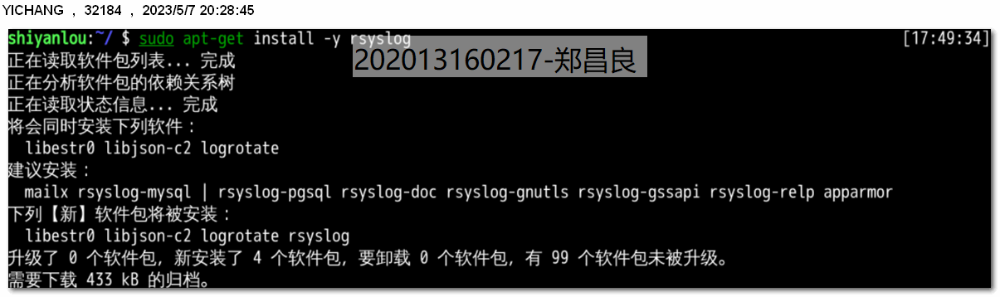 YICHANG , 32184 , 2023/5/7 20:28:45
shiyanlou:~/ $ sudo apt-get install -y rsyslog [17:49:34]
202013160217-郑昌良
正在读取软件包列表... 完成
正在分析软件包的依赖关系树
正在读取状态信息... 完成
将会同时安装下列软件：
libestr0 libjson-c2 logrotate
建议安装：
mailx rsyslog-mysql | rsyslog-pgsql rsyslog-doc rsyslog-gnutls rsyslog-gssapi rsyslog-relp apparmor
下列【新】软件包将被安装：
libestr0 libjson-c2 logrotate rsyslog
升级了 0 个软件包，新安装了 4 个软件包，要卸载 0 个软件包，有 99 个软件包未被升级。
需要下载 433 kB 的归档。